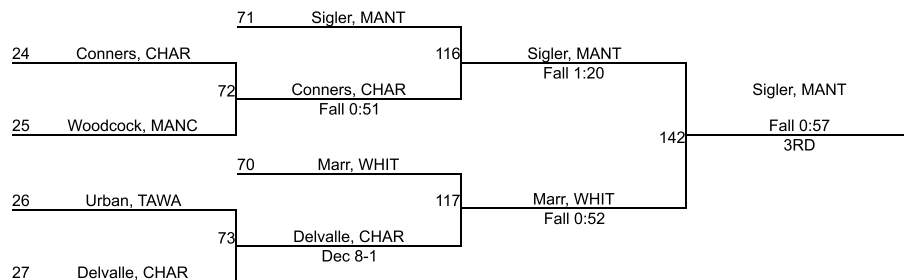 71 Sigler, MANT
24 Conners, CHAR
116 Sigler, MANT
Fall 1:20
72 Conners, CHAR
Fall 0:51
Sigler, MANT
25 Woodcock, MANC
142 Fall 0:57
3RD
70 Marr, WHIT
26 Urban, TAWA
117 Marr, WHIT
Fall 0:52
73 Delvalle, CHAR
Dec 8-1
27 Delvalle, CHAR